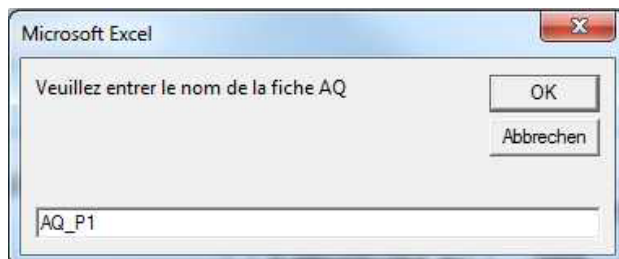 Microsoft Excel
Veuillez entrer le nom de la fiche AQ
OK
Abbrechen
AQ_P1